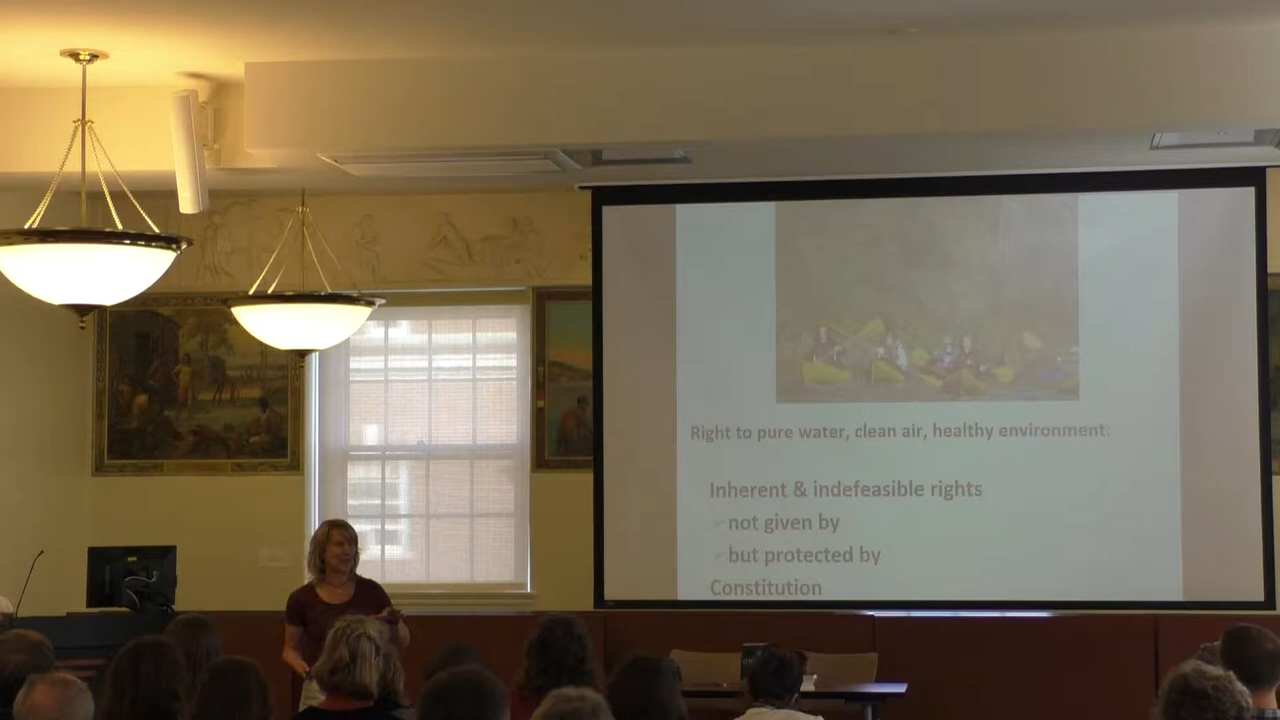 Right to pure water, clean air, healthy environment:
Inherent & indefeasible rights
not given by
but protected by
Constitution